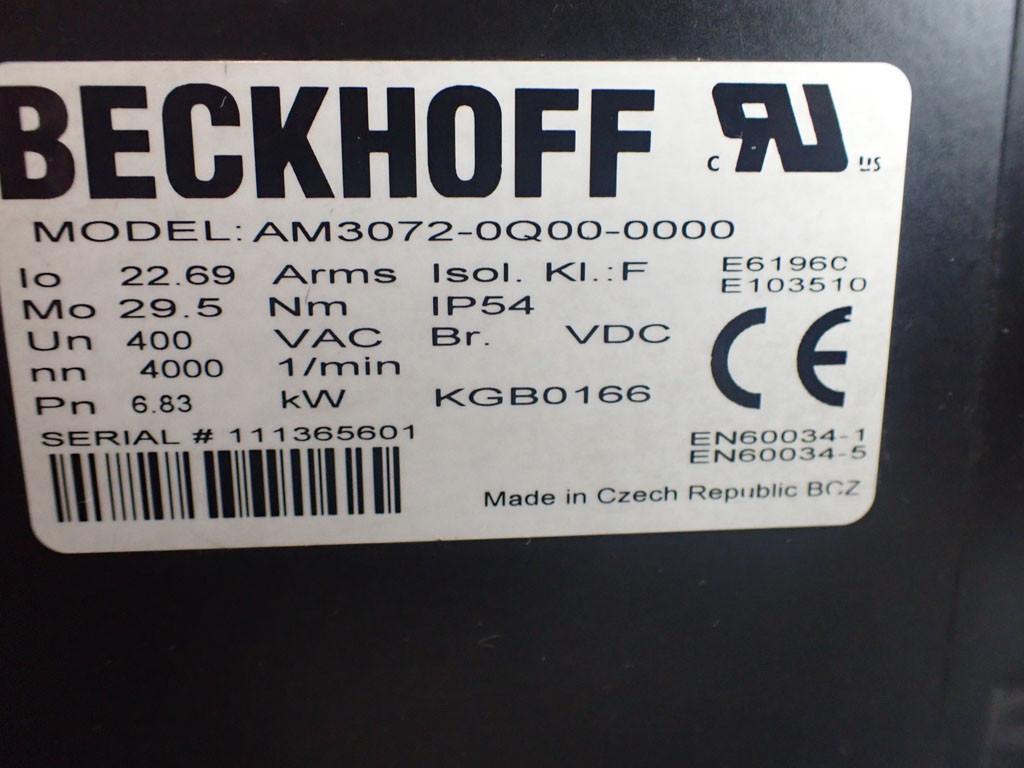 BECKHOFF
c RU US
MODEL: AM3072-0Q00-0000
Io 22.69 Arms Isol. Kl.:F
Mo 29.5 Nm IP54
Un 400 VAC Br. VDC
nn 4000 1/min
Pn 6.83 kW KGB0166
E6196C
E103510
CE
SERIAL # 111365601
EN60034-1
EN60034-5
Made in Czech Republic BCZ